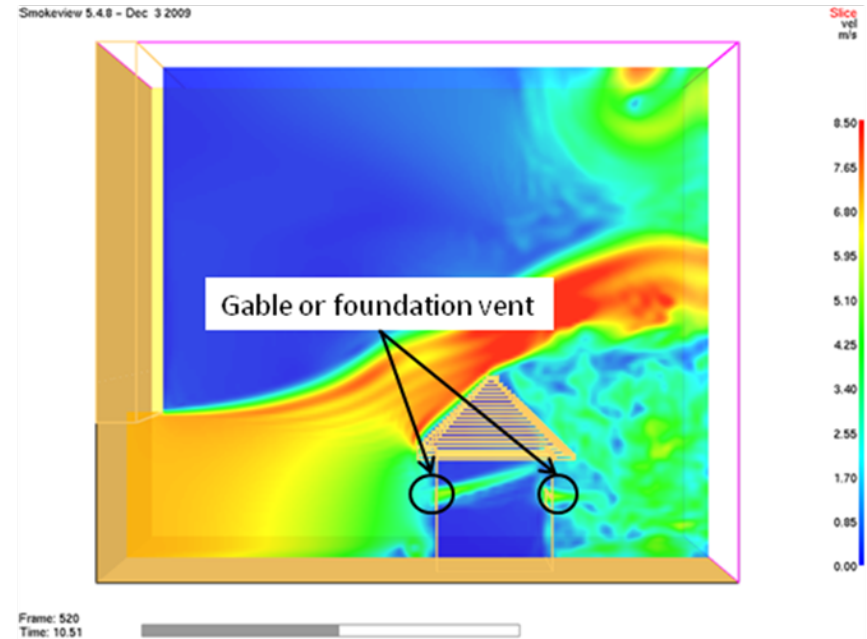 Smokeview 5.4.8 – Dec 3 2009
Slice
vel
m/s
8.50
7.65
6.80
5.95
5.10
4.25
3.40
2.55
1.70
0.85
0.00
Gable or foundation vent
Frame: 520
Time: 10.51